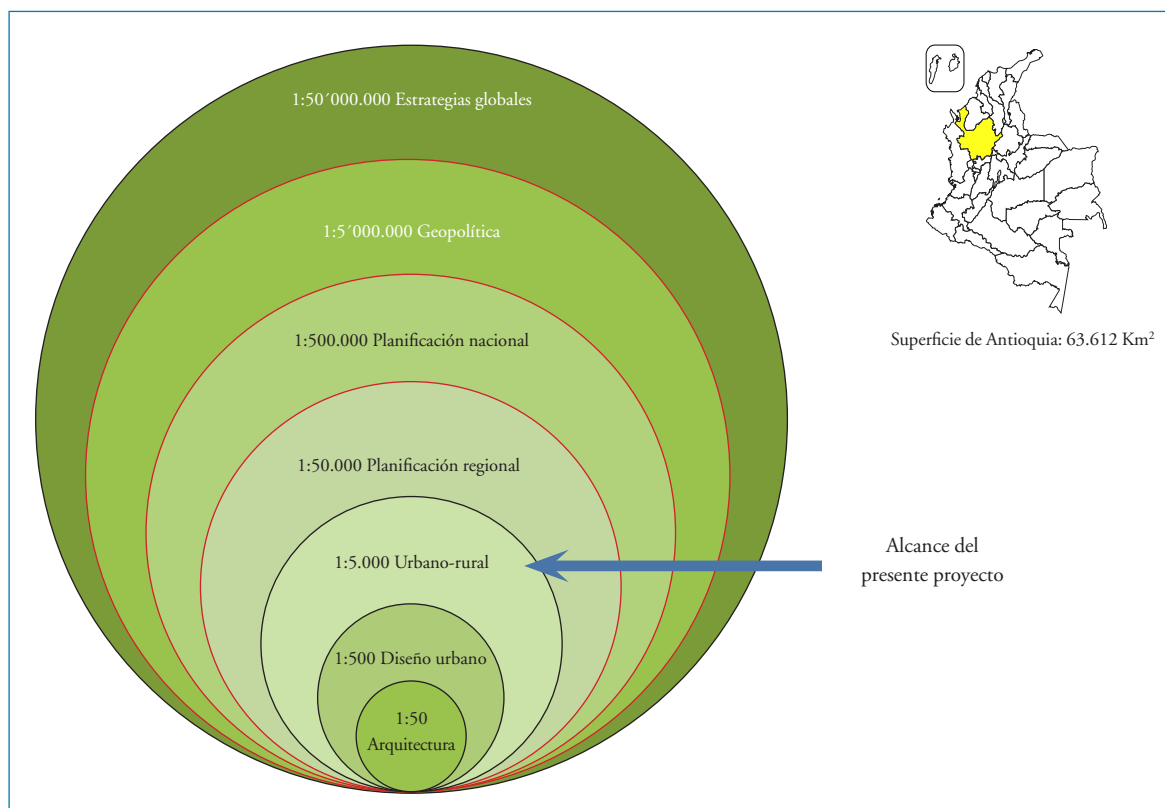 1:50´000.000 Estrategias globales
1:5´000.000 Geopolítica
1:500.000 Planificación nacional
1:50.000 Planificación regional
1:5.000 Urbano-rural
1:500 Diseño urbano
1:50
Arquitectura
Superficie de Antioquia: 63.612 Km²
Alcance del
presente proyecto